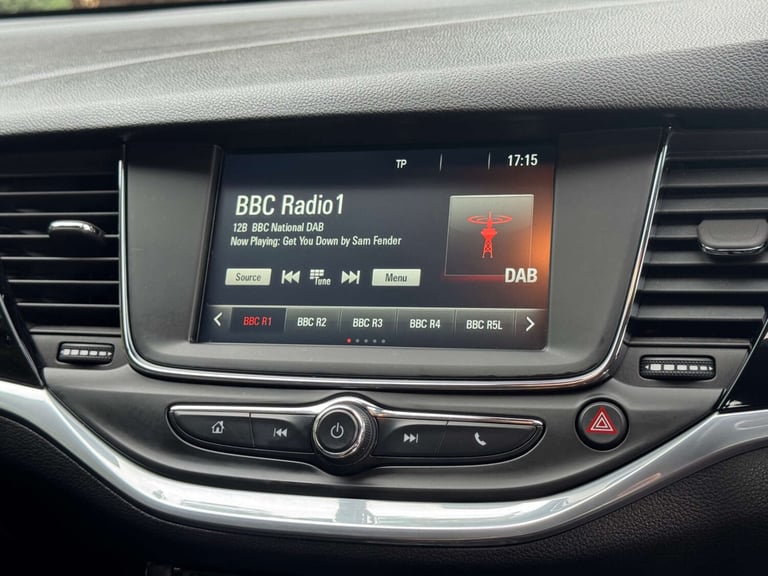 TP 17:15
BBC Radio1
12B BBC National DAB
Now Playing: Get You Down by Sam Fender
DAB
Source Tune Menu
BBC R1 BBC R2 BBC R3 BBC R4 BBC R5L